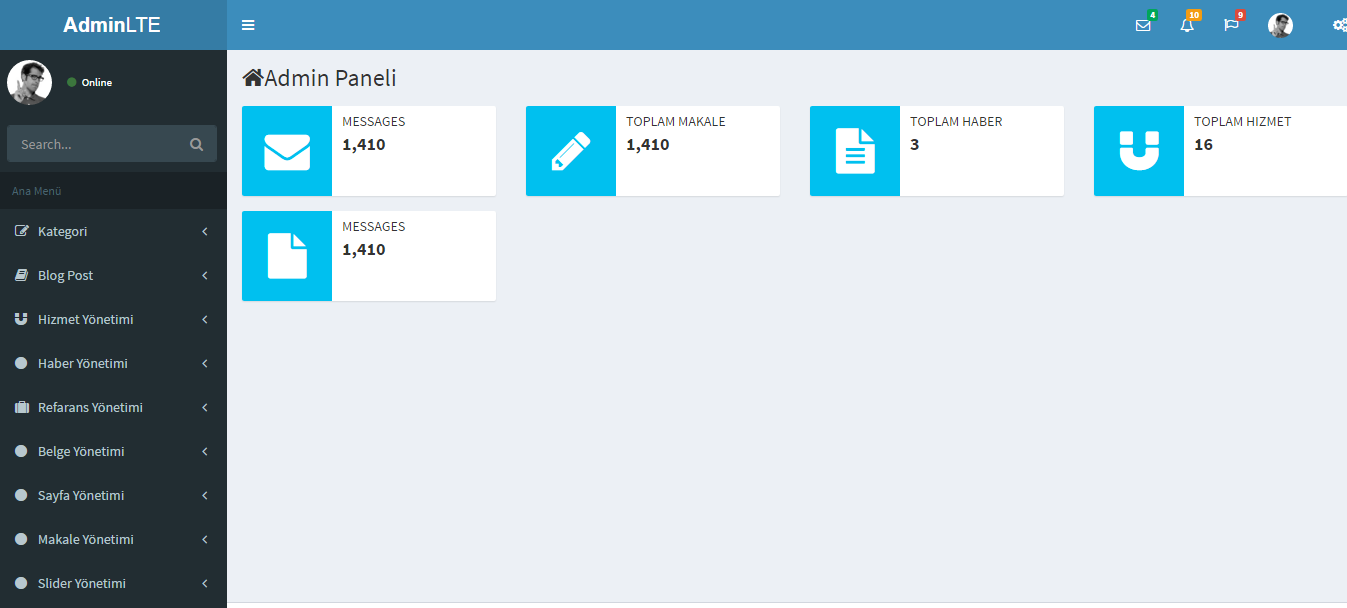 AdminLTE
4
10
9
Online
Search...
Ana Menü
Kategori
Blog Post
Hizmet Yönetimi
Haber Yönetimi
Refarans Yönetimi
Belge Yönetimi
Sayfa Yönetimi
Makale Yönetimi
Slider Yönetimi
Admin Paneli
MESSAGES
1,410
TOPLAM MAKALE
1,410
TOPLAM HABER
3
TOPLAM HIZMET
16
MESSAGES
1,410